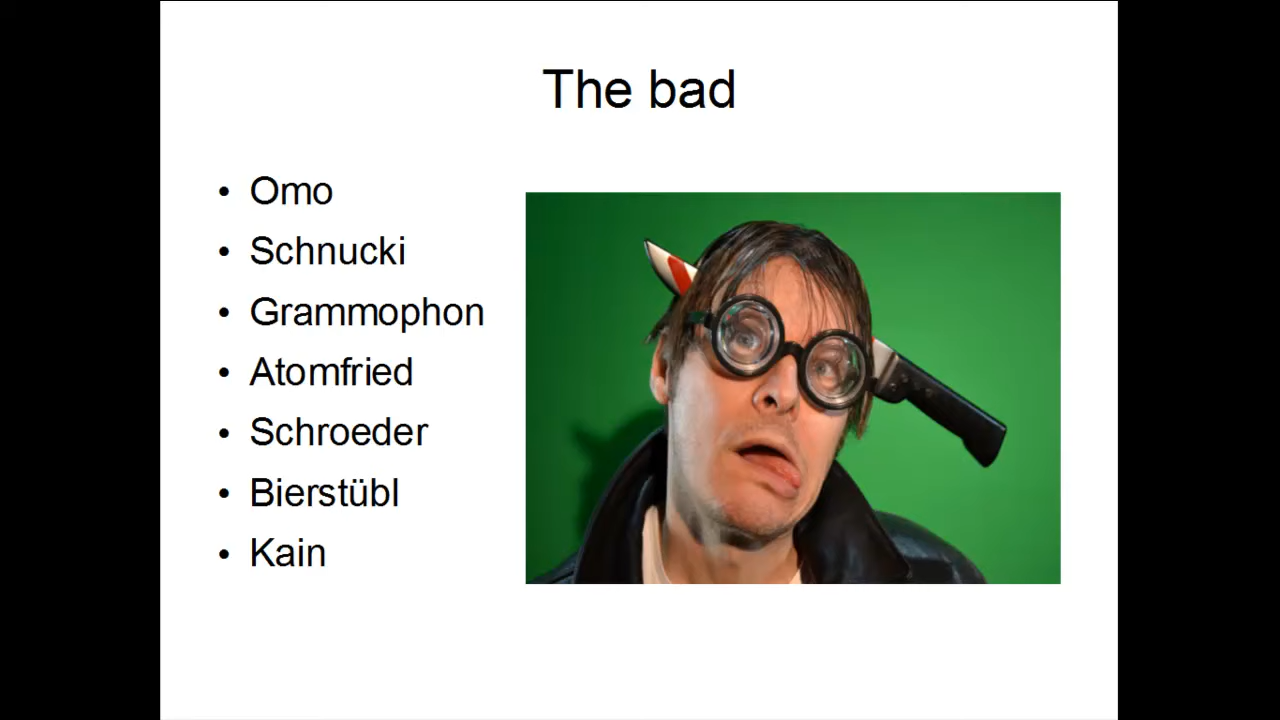 The bad
• Omo
• Schnucki
• Grammophon
• Atomfried
• Schroeder
• Bierstübl
• Kain